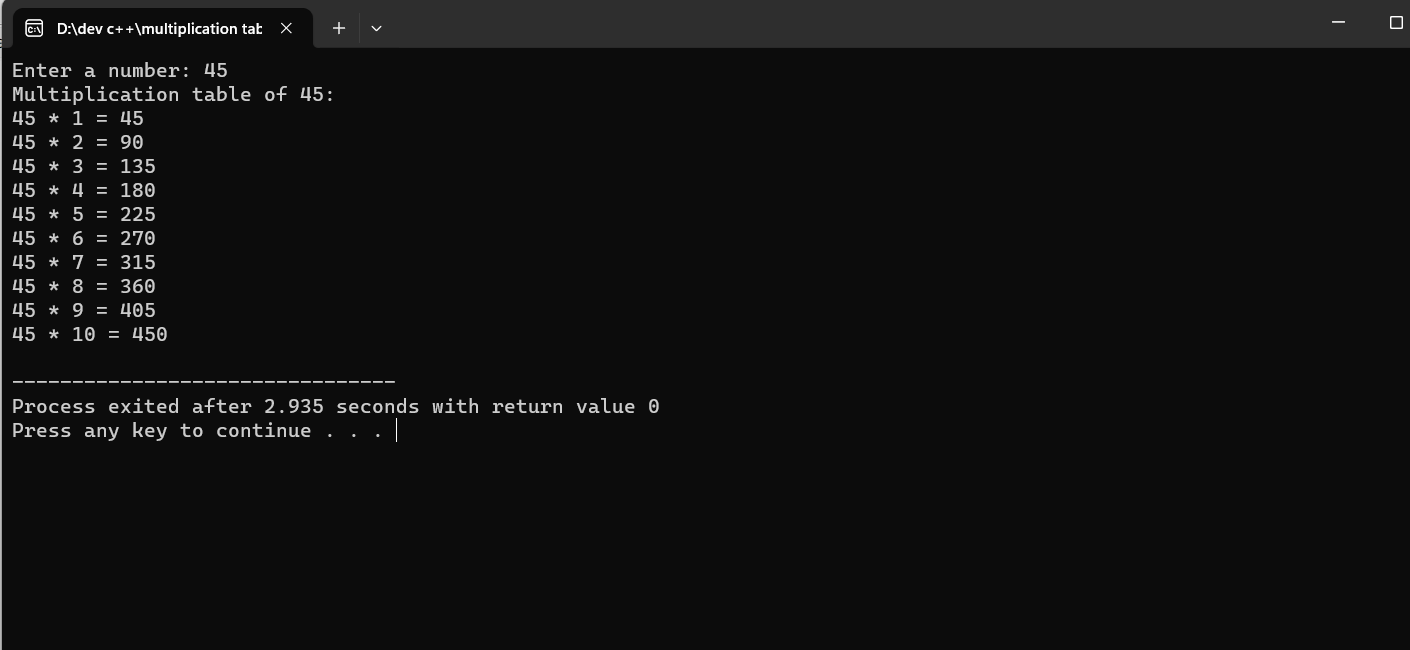 D:\dev c++\multiplication tab
Enter a number: 45
Multiplication table of 45:
45 * 1 = 45
45 * 2 = 90
45 * 3 = 135
45 * 4 = 180
45 * 5 = 225
45 * 6 = 270
45 * 7 = 315
45 * 8 = 360
45 * 9 = 405
45 * 10 = 450
--------------------------------
Process exited after 2.935 seconds with return value 0
Press any key to continue . . .